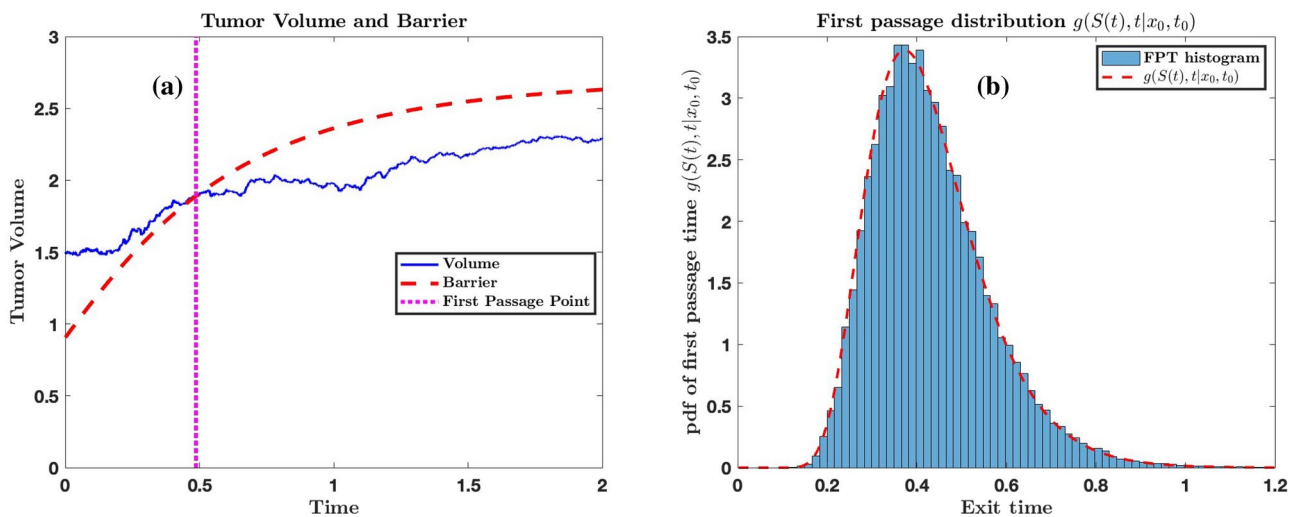 Tumor Volume and Barrier
(a)
Tumor Volume
3
2.5
2
1.5
1
0.5
0
Volume
Barrier
First Passage Point
0 0.5 1 1.5 2
Time
First passage distribution g(S(t), t|x₀, t₀)
(b)
pdf of first passage time g(S(t), t|x₀, t₀)
3.5
3
2.5
2
1.5
1
0.5
0
FPT histogram
g(S(t), t|x₀, t₀)
0 0.2 0.4 0.6 0.8 1 1.2
Exit time